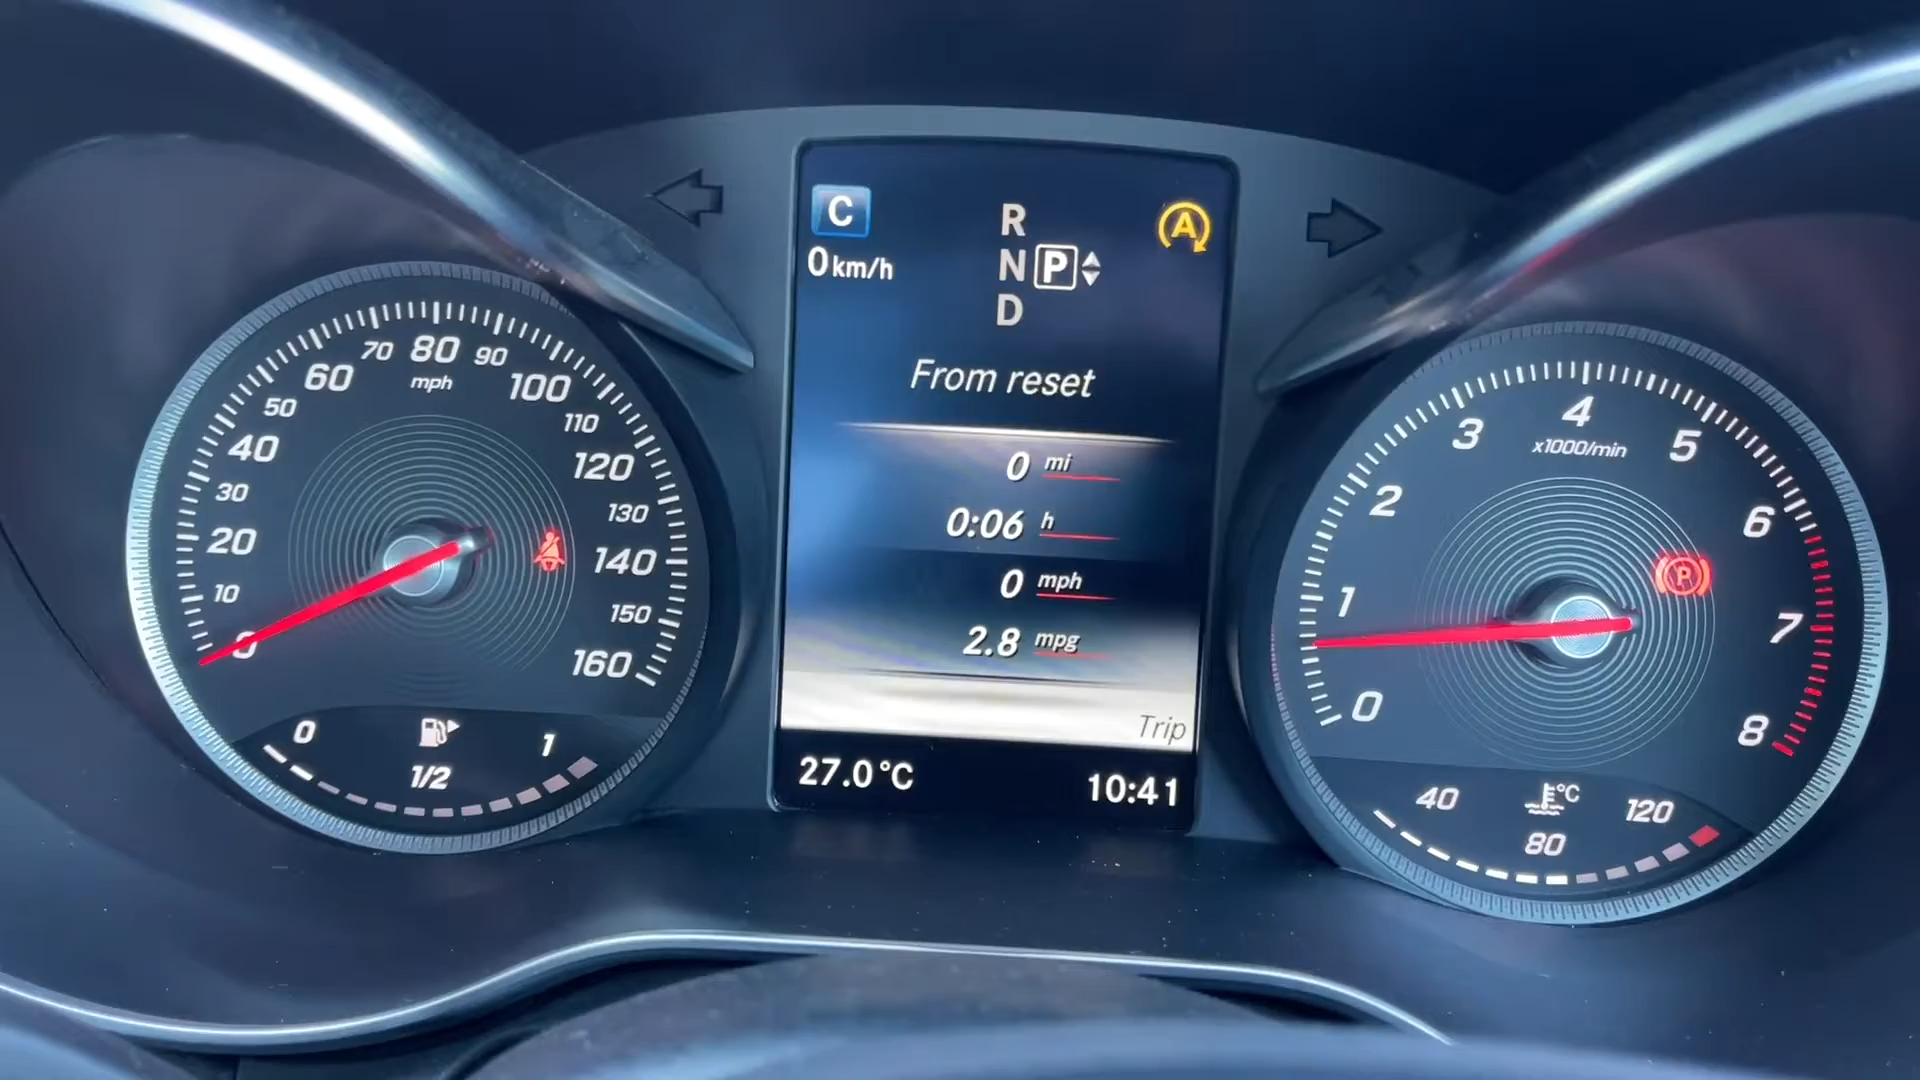 C
0 km/h
R
N P
D
A
From reset
0 mi
0:06 h
0 mph
2.8 mpg
Trip
27.0°C
10:41
0
10
20
30
40
50
60
70
80
90
100
110
120
130
140
150
160
mph
0
1/2
1
0
1
2
3
4
5
6
7
8
x1000/min
P
40
80
120
°C